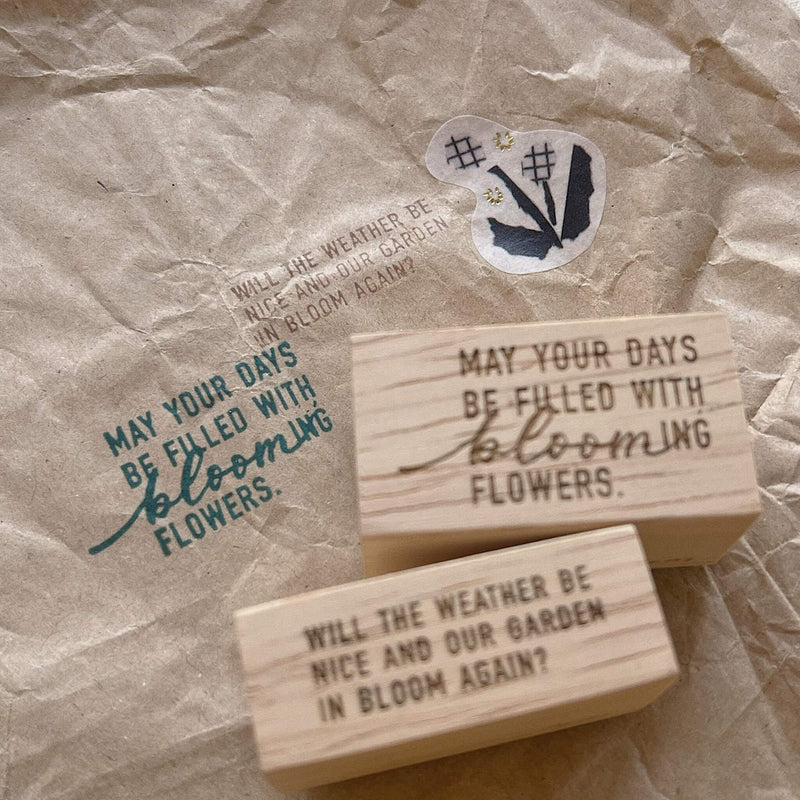 WILL THE WEATHER BE
NICE AND OUR GARDEN
IN BLOOM AGAIN?
MAY YOUR DAYS
BE FILLED WITH
blooming
FLOWERS.
MAY YOUR DAYS
BE FILLED WITH
blooming
FLOWERS.
WILL THE WEATHER BE
NICE AND OUR GARDEN
IN BLOOM AGAIN?